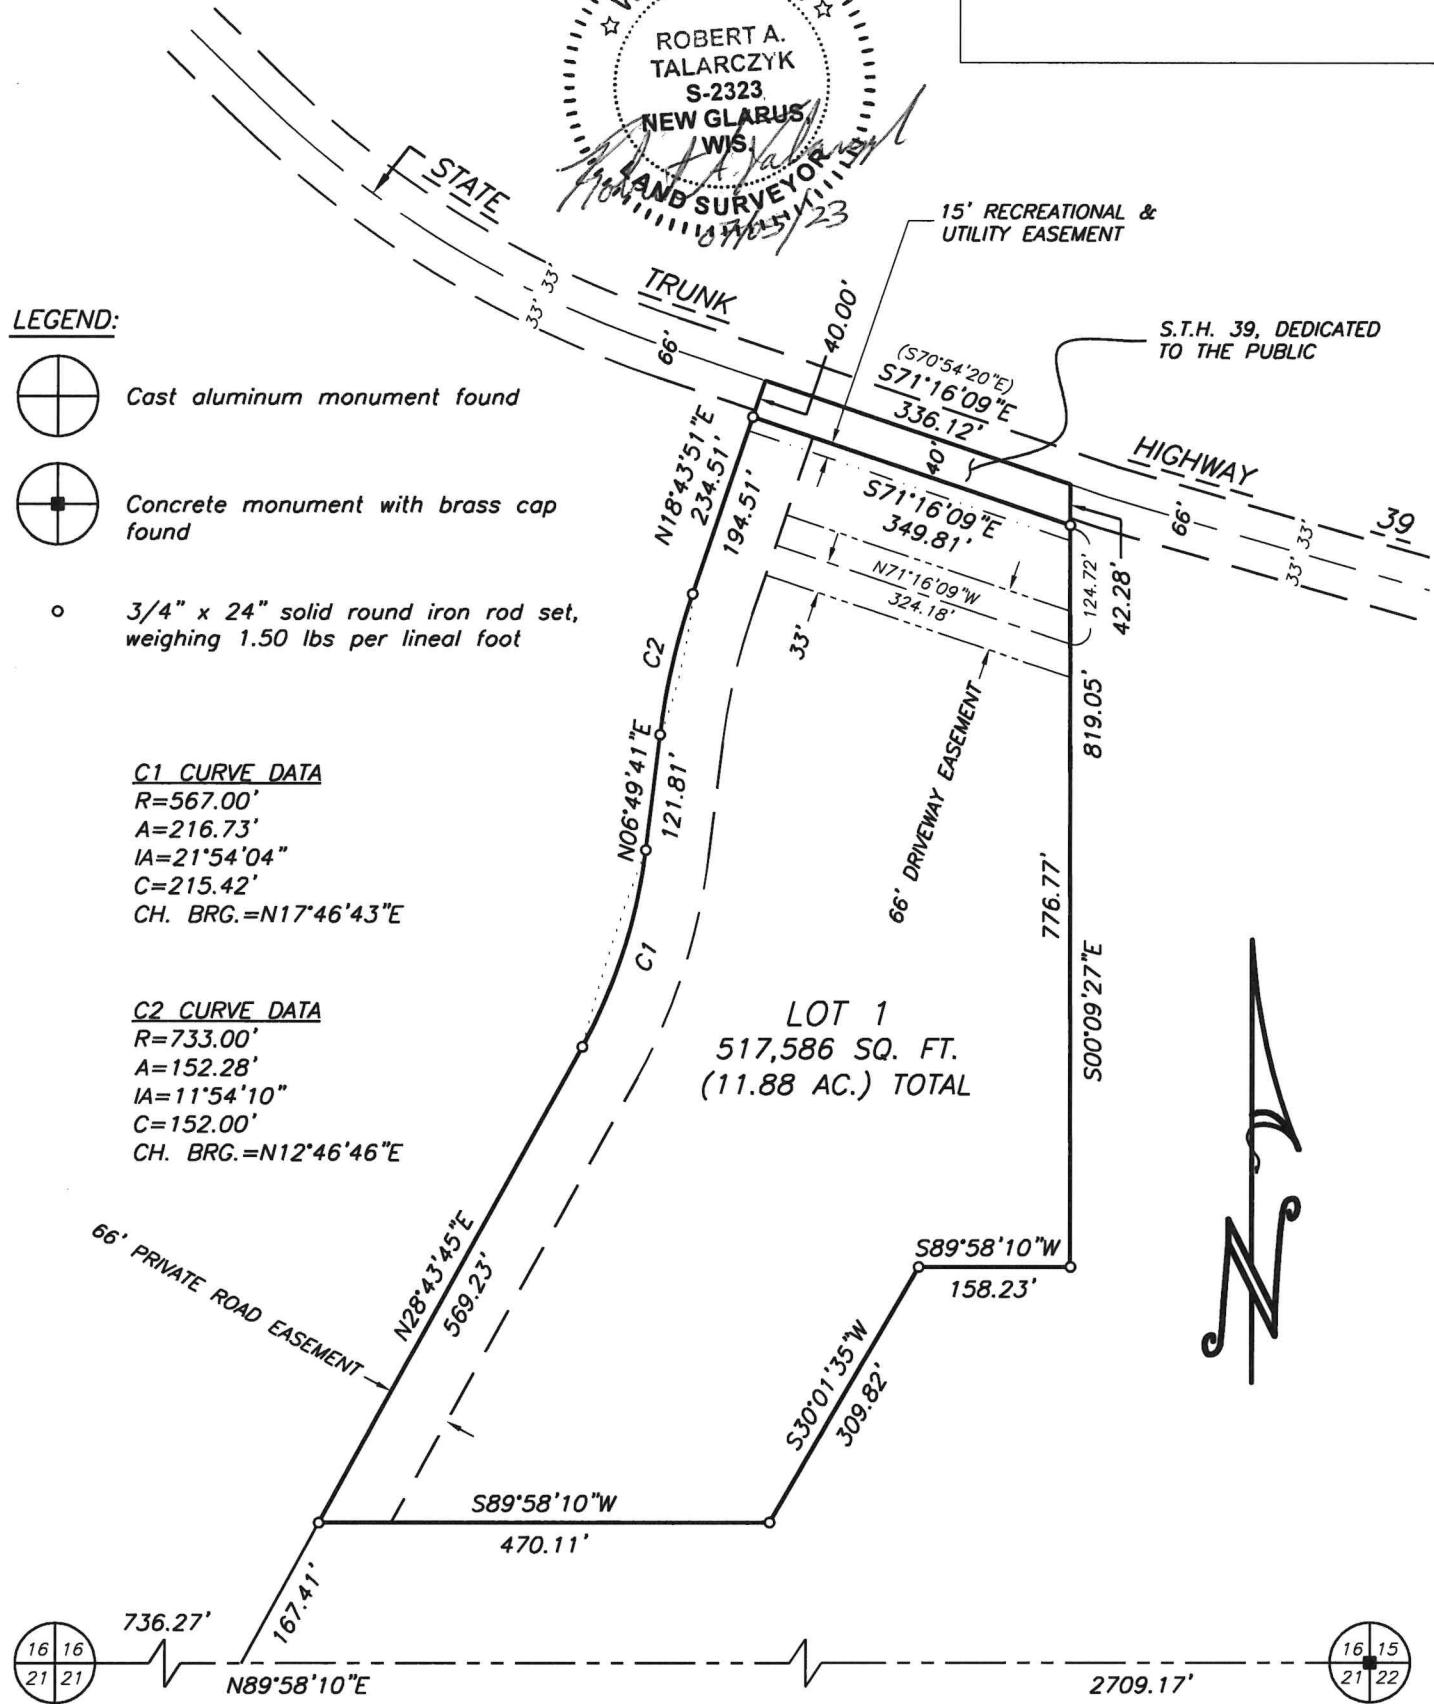 ROBERT A.
TALARCZYK
S-2323
NEW GLARUS,
WIS.
LAND SURVEYOR
07/05/23
STATE
TRUNK
HIGHWAY
39
33'
33'
66'
66'
33'
33'
15' RECREATIONAL &
UTILITY EASEMENT
S.T.H. 39, DEDICATED
TO THE PUBLIC
40.00'
(S70°54'20"E)
S71°16'09"E
336.12'
40'
S71°16'09"E
349.81'
N71°16'09"W
324.18'
33'
124.72'
42.28'
N18°43'51"E
234.51'
194.51'
C2
N06°49'41"E
121.81'
C1
66' DRIVEWAY EASEMENT
819.05'
776.77'
S00°09'27"E
LEGEND:
Cast aluminum monument found
Concrete monument with brass cap
found
3/4" x 24" solid round iron rod set,
weighing 1.50 lbs per lineal foot
C1 CURVE DATA
R=567.00'
A=216.73'
IA=21°54'04"
C=215.42'
CH. BRG.=N17°46'43"E
C2 CURVE DATA
R=733.00'
A=152.28'
IA=11°54'10"
C=152.00'
CH. BRG.=N12°46'46"E
LOT 1
517,586 SQ. FT.
(11.88 AC.) TOTAL
66' PRIVATE ROAD EASEMENT
N28°43'45"E
569.23'
S89°58'10"W
158.23'
S30°01'35"W
309.82'
S89°58'10"W
470.11'
167.41'
N
736.27'
16 16
21 21
N89°58'10"E
2709.17'
16 15
21 22